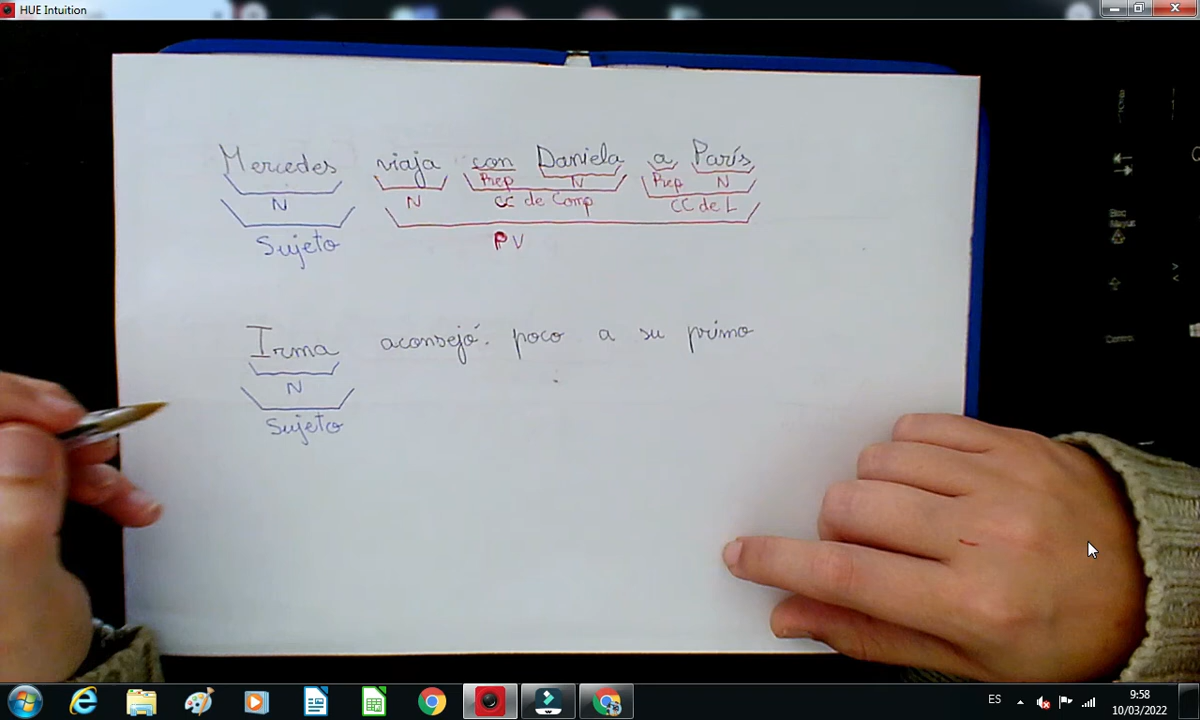 HUE Intuition
Mercedes viaja con Daniela a París
Prep N Prep N
N N CC de Comp CC de L
Sujeto PV
Irma aconsejó. poco a su primo
N
Sujeto
ES
9:58
10/03/2022